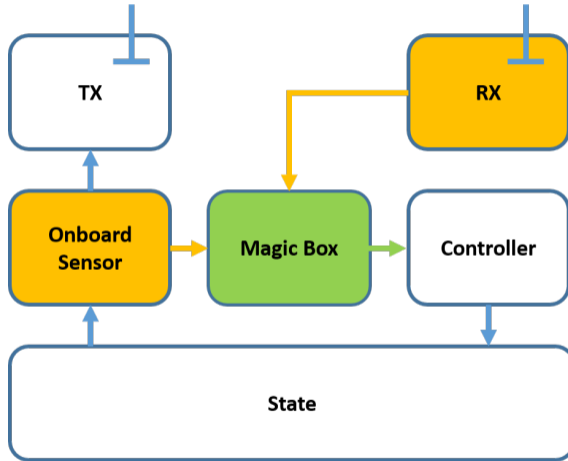 TX
RX
Onboard
Sensor
Magic Box
Controller
State